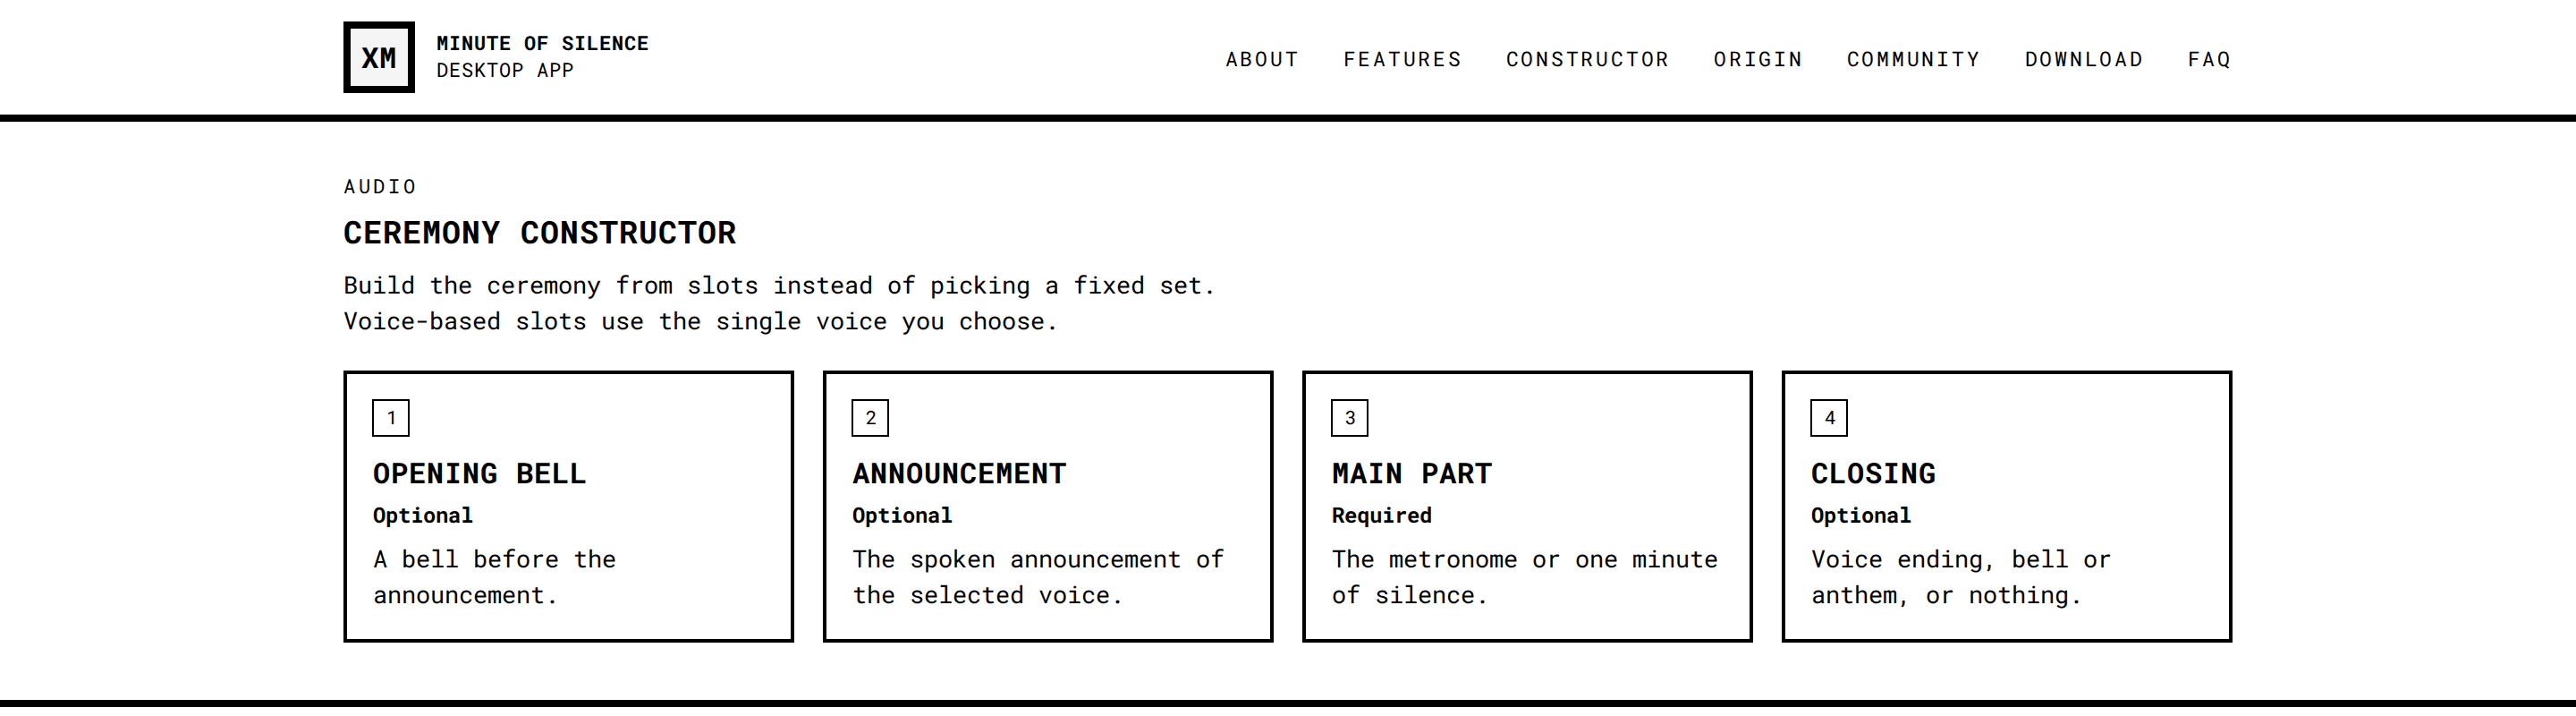 XM
MINUTE OF SILENCE
DESKTOP APP
ABOUT FEATURES CONSTRUCTOR ORIGIN COMMUNITY DOWNLOAD FAQ
AUDIO
CEREMONY CONSTRUCTOR
Build the ceremony from slots instead of picking a fixed set.
Voice-based slots use the single voice you choose.
1
OPENING BELL
Optional
A bell before the
announcement.
2
ANNOUNCEMENT
Optional
The spoken announcement of
the selected voice.
3
MAIN PART
Required
The metronome or one minute
of silence.
4
CLOSING
Optional
Voice ending, bell or
anthem, or nothing.